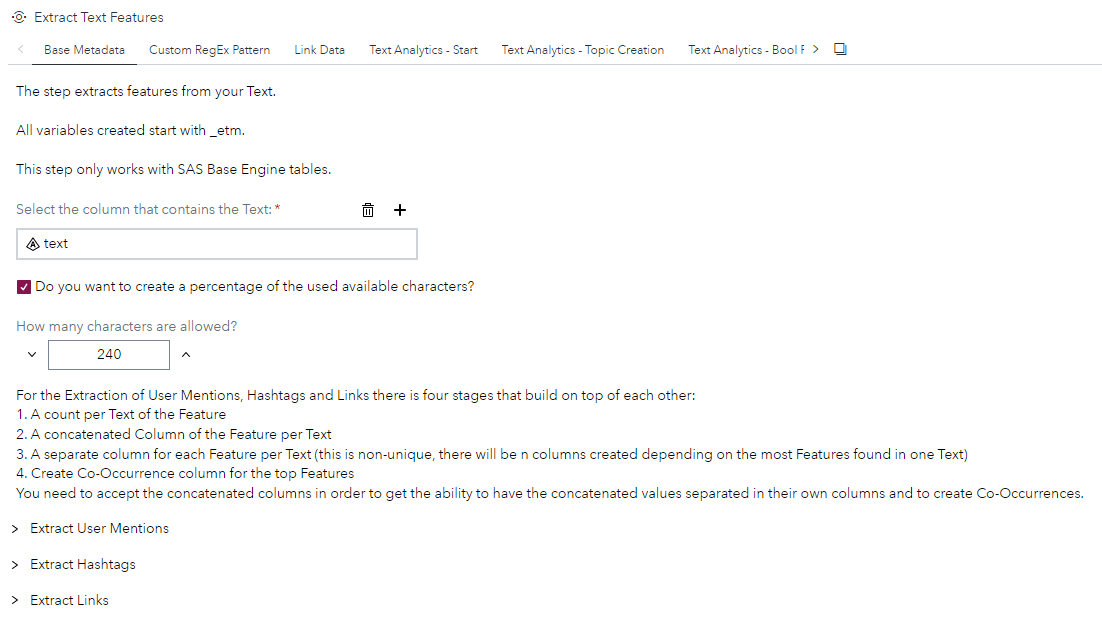 Extract Text Features
Base Metadata Custom RegEx Pattern Link Data Text Analytics - Start Text Analytics - Topic Creation Text Analytics - Bool
The step extracts features from your Text.
All variables created start with _etm.
This step only works with SAS Base Engine tables.
Select the column that contains the Text: *
text
Do you want to create a percentage of the used available characters?
How many characters are allowed?
240
For the Extraction of User Mentions, Hashtags and Links there is four stages that build on top of each other:
1. A count per Text of the Feature
2. A concatenated Column of the Feature per Text
3. A separate column for each Feature per Text (this is non-unique, there will be n columns created depending on the most Features found in one Text)
4. Create Co-Occurrence column for the top Features
You need to accept the concatenated columns in order to get the ability to have the concatenated values separated in their own columns and to create Co-Occurrences.
Extract User Mentions
Extract Hashtags
Extract Links